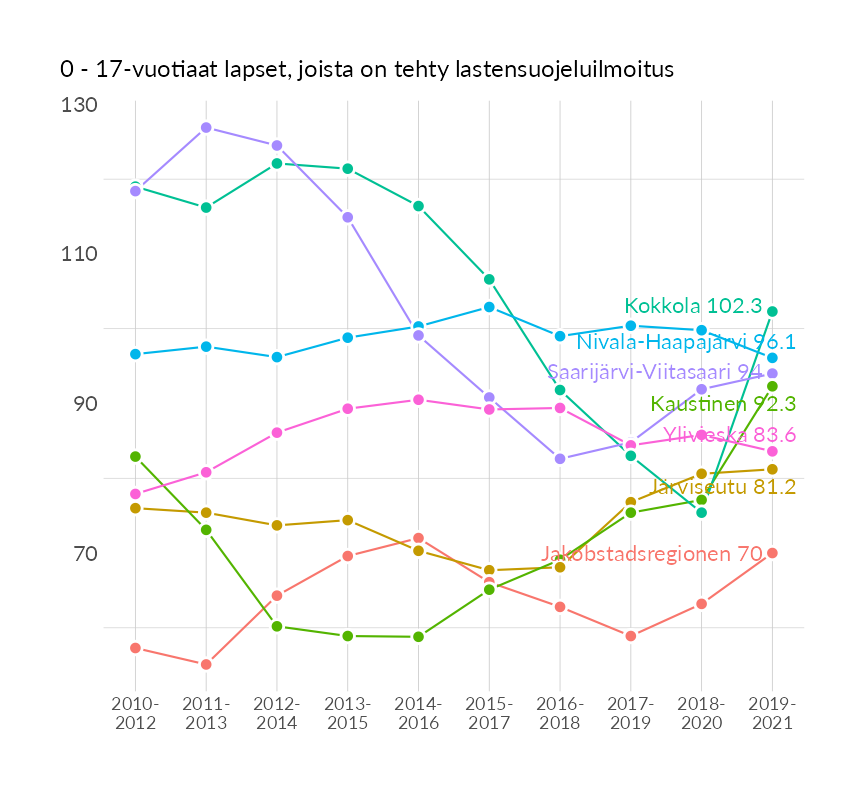 0 - 17-vuotiaat lapset, joista on tehty lastensuojeluilmoitus
130
110
90
70
Kokkola 102.3
Nivala-Haapajärvi 96.1
Saarijärvi-Viitasaari 94
Kaustinen 92.3
Ylivieska 83.6
Järviseutu 81.2
Jakobstadsregionen 70
2010-2012
2011-2013
2012-2014
2013-2015
2014-2016
2015-2017
2016-2018
2017-2019
2018-2020
2019-2021